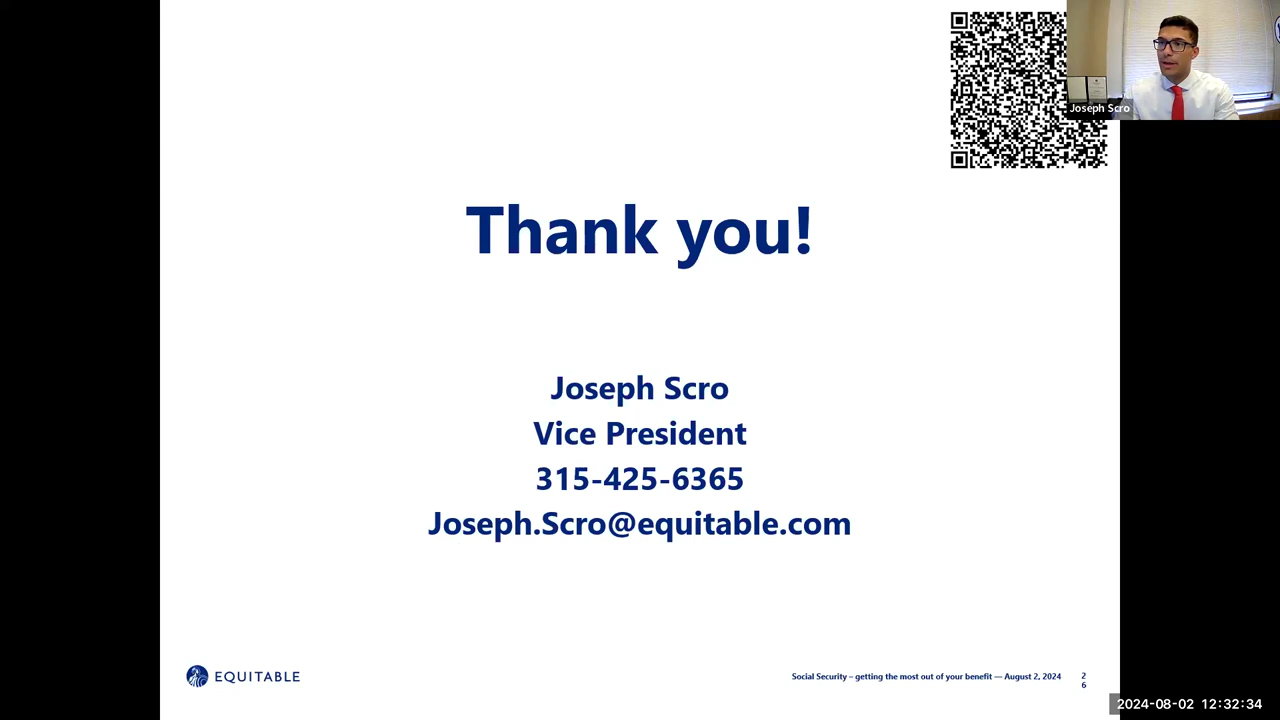 Joseph Scro
Thank you!
Joseph Scro
Vice President
315-425-6365
Joseph.Scro@equitable.com
EQUITABLE
Social Security – getting the most out of your benefit — August 2, 2024
2
6
2024-08-02 12:32:34